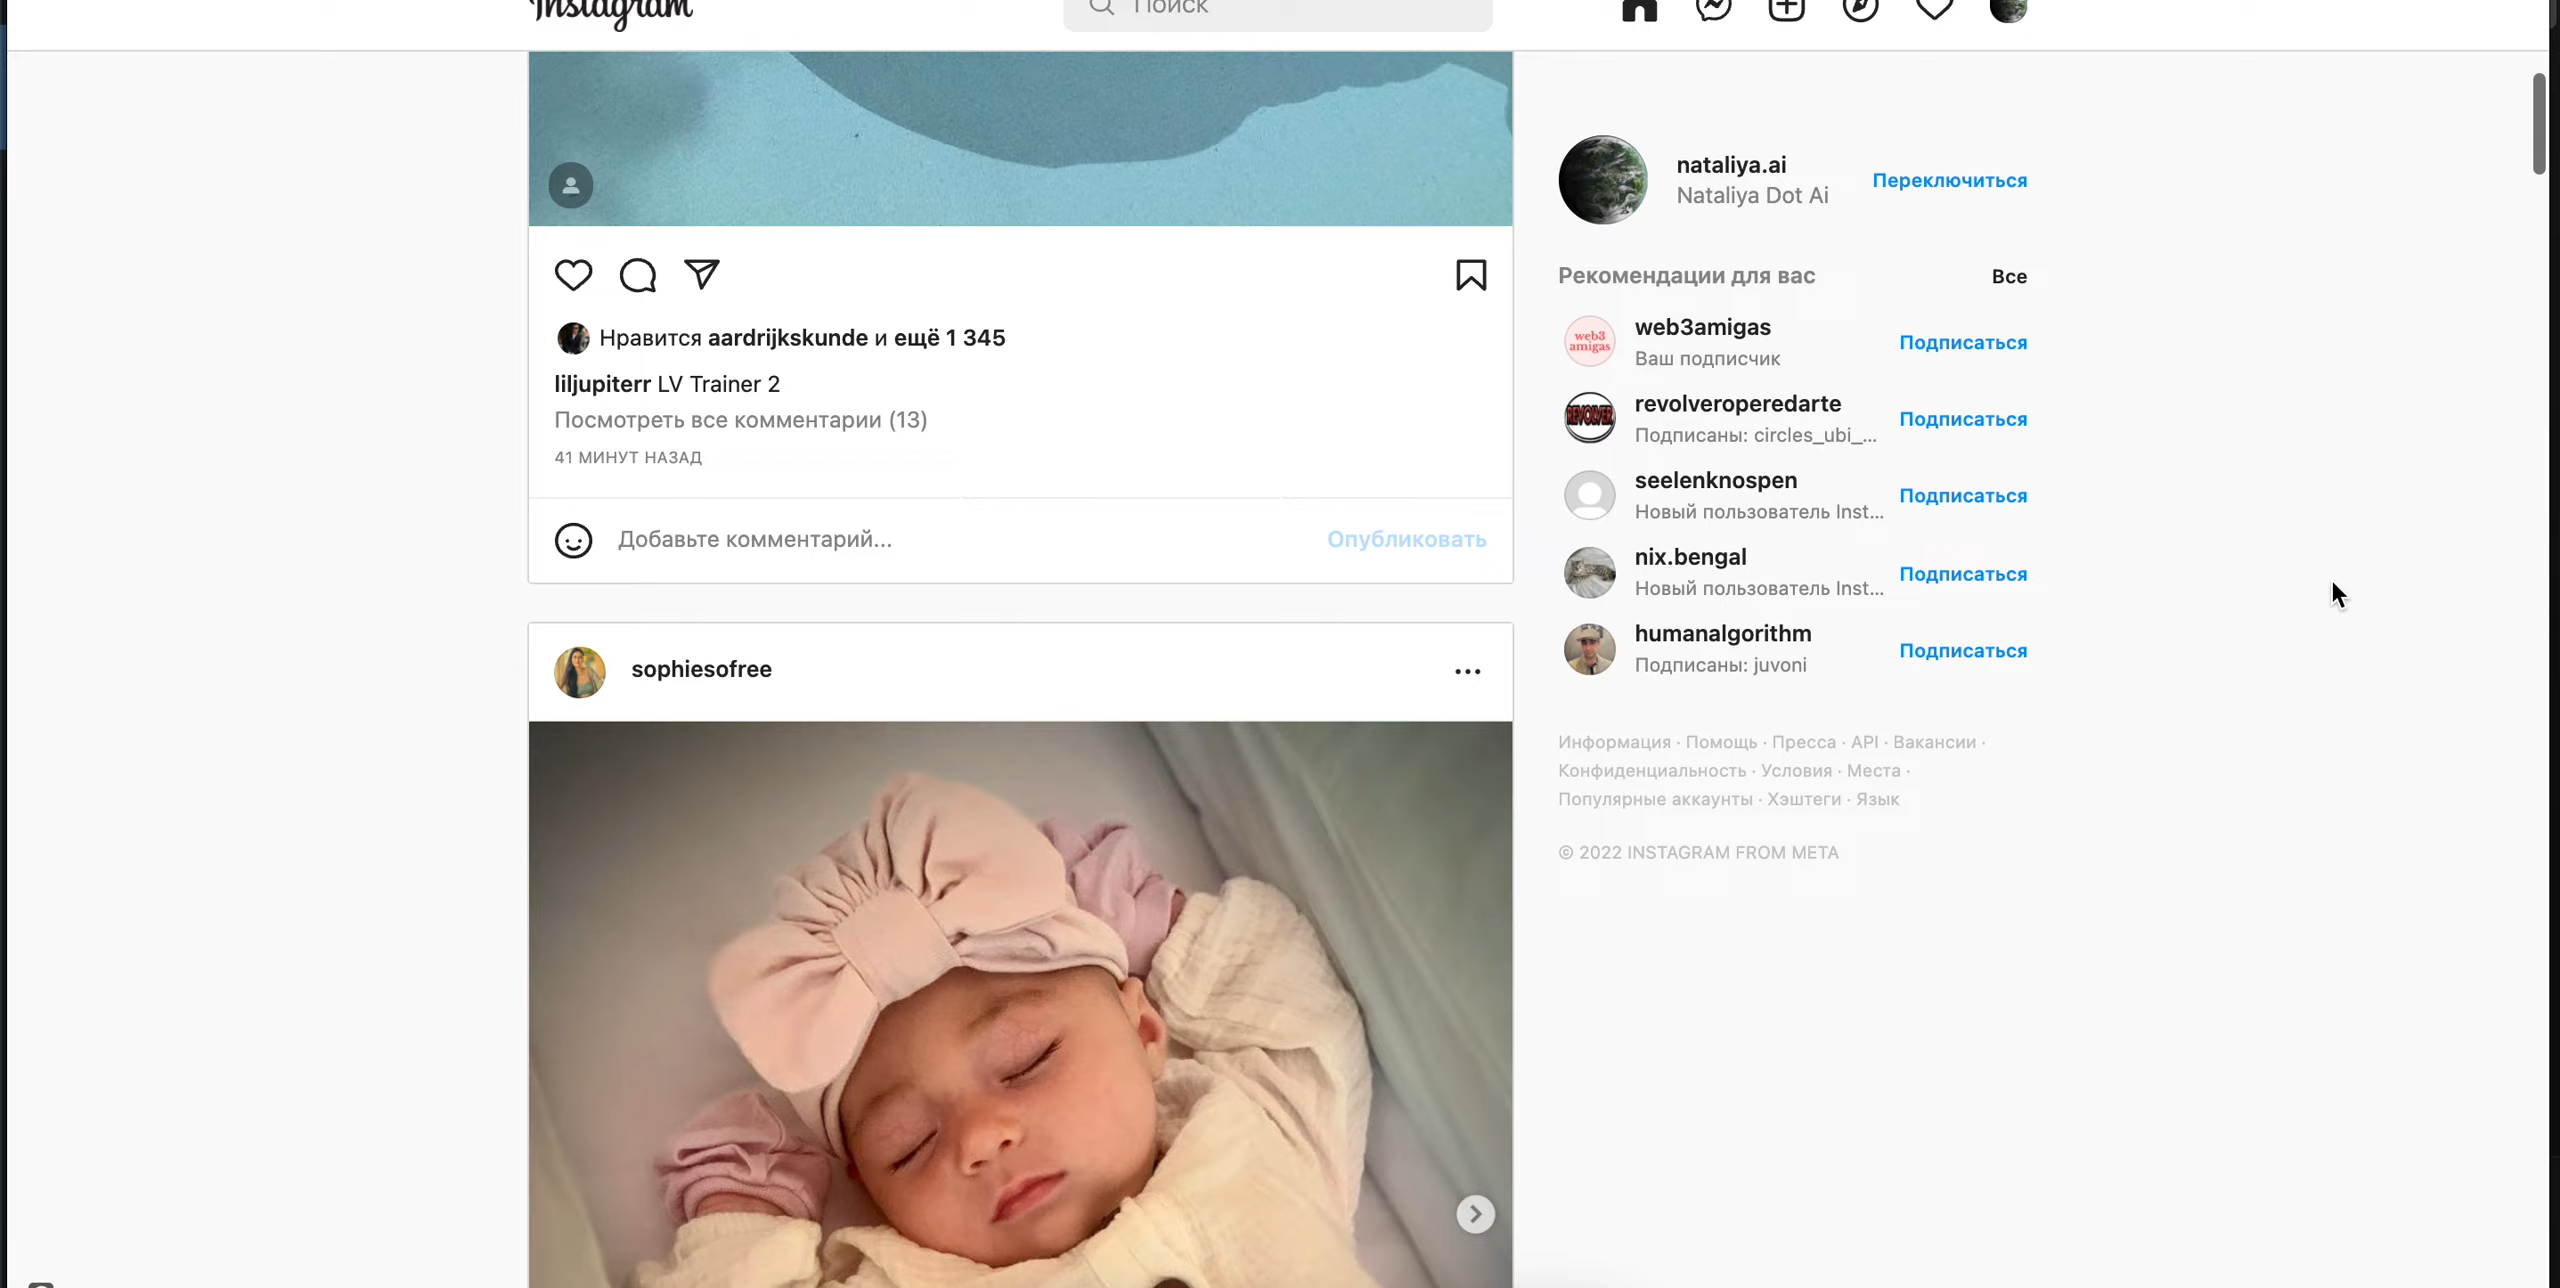 Instagram
Поиск
nataliya.ai
Nataliya Dot Ai
Переключиться
Нравится aardrijkskunde и ещё 1 345
liljupiterr LV Trainer 2
Посмотреть все комментарии (13)
41 МИНУТ НАЗАД
Добавьте комментарий...
Опубликовать
sophiesofree
Рекомендации для вас
Все
web3 amigas
web3amigas
Ваш подписчик
Подписаться
REVOLVER
revolveroperedarte
Подписаны: circles_ubi_...
Подписаться
seelenknospen
Новый пользователь Inst...
Подписаться
nix.bengal
Новый пользователь Inst...
Подписаться
humanalgorithm
Подписаны: juvoni
Подписаться
Информация · Помощь · Пресса · API · Вакансии ·
Конфиденциальность · Условия · Места ·
Популярные аккаунты · Хэштеги · Язык
© 2022 INSTAGRAM FROM META